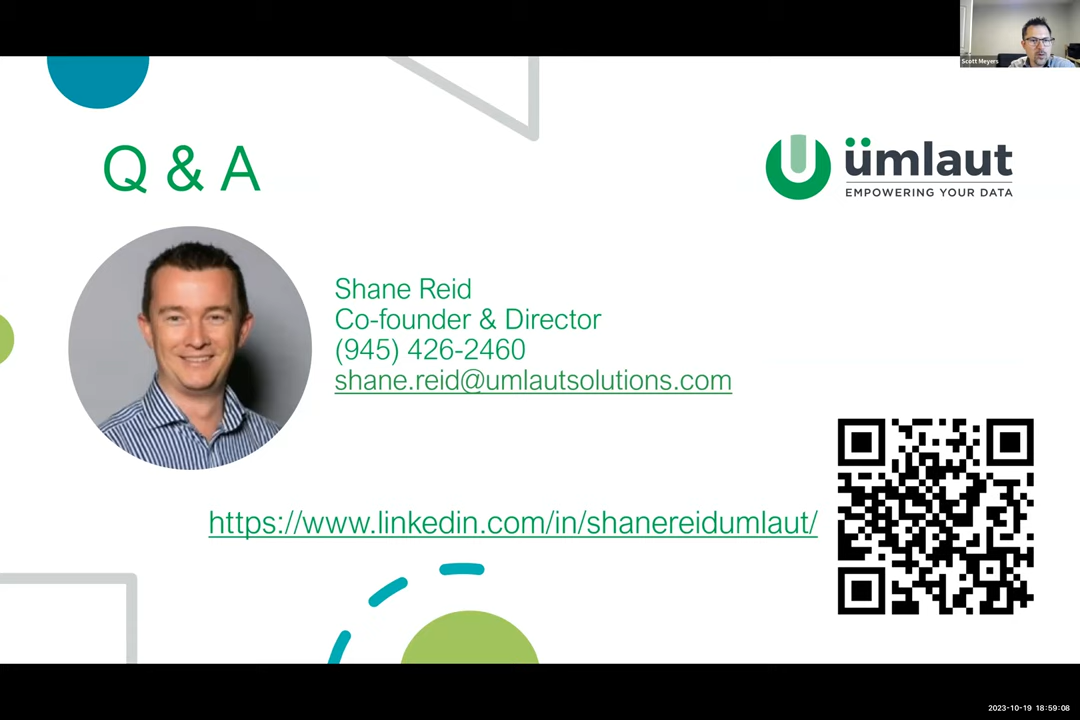 Scott Meyers
Q & A
ümlaut
EMPOWERING YOUR DATA
Shane Reid
Co-founder & Director
(945) 426-2460
shane.reid@umlautsolutions.com
https://www.linkedin.com/in/shanereidumlaut/
2023-10-19 18:59:08